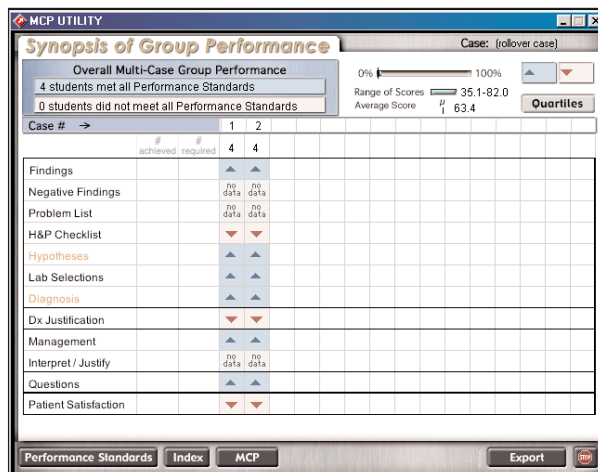 MCP UTILITY
Synopsis of Group Performance
Case: (rollover case)
Overall Multi-Case Group Performance
4 students met all Performance Standards
0 students did not meet all Performance Standards
0% 100%
Range of Scores 35.1-82.0
Average Score μ 63.4
Quartiles
Case # → 1 2
# achieved # required 4 4
Findings
Negative Findings no data no data
Problem List no data no data
H&P Checklist
Hypotheses
Lab Selections
Diagnosis
Dx Justification
Management
Interpret / Justify no data no data
Questions
Patient Satisfaction
Performance Standards Index MCP Export STOP